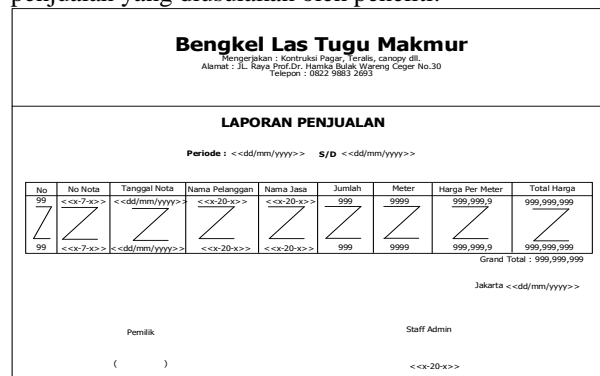 penjualan yang diusulakan oleh peneliti.
Bengkel Las Tugu Makmur
Mengerjakan : Kontruksi Pagar, Teralis, canopy dll.
Alamat : JL. Raya Prof.Dr. Hamka Bulak Wareng Ceger No.30
Telepon : 0822 9883 2693
LAPORAN PENJUALAN
Periode : <<dd/mm/yyyy>> S/D <<dd/mm/yyyy>>
No No Nota Tanggal Nota Nama Pelanggan Nama Jasa Jumlah Meter Harga Per Meter Total Harga
99 <<x-7-x>> <<dd/mm/yyyy>> <<x-20-x>> <<x-20-x>> 999 9999 999,999,9 999,999,999
99 <<x-7-x>> <<dd/mm/yyyy>> <<x-20-x>> <<x-20-x>> 999 9999 999,999,9 999,999,999
Grand Total : 999,999,999
Jakarta <<dd/mm/yyyy>>
Pemilik Staff Admin
( ) <<x-20-x>>